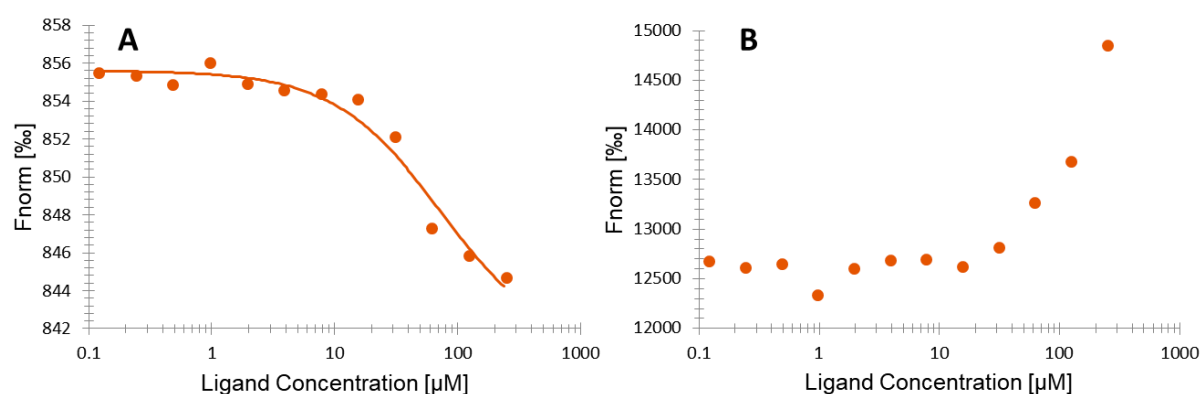 A
Fnorm [‰]
858
856
854
852
850
848
846
844
842
0.1 1 10 100 1000
Ligand Concentration [µM]
B
Fnorm [‰]
15000
14500
14000
13500
13000
12500
12000
0.1 1 10 100 1000
Ligand Concentration [µM]